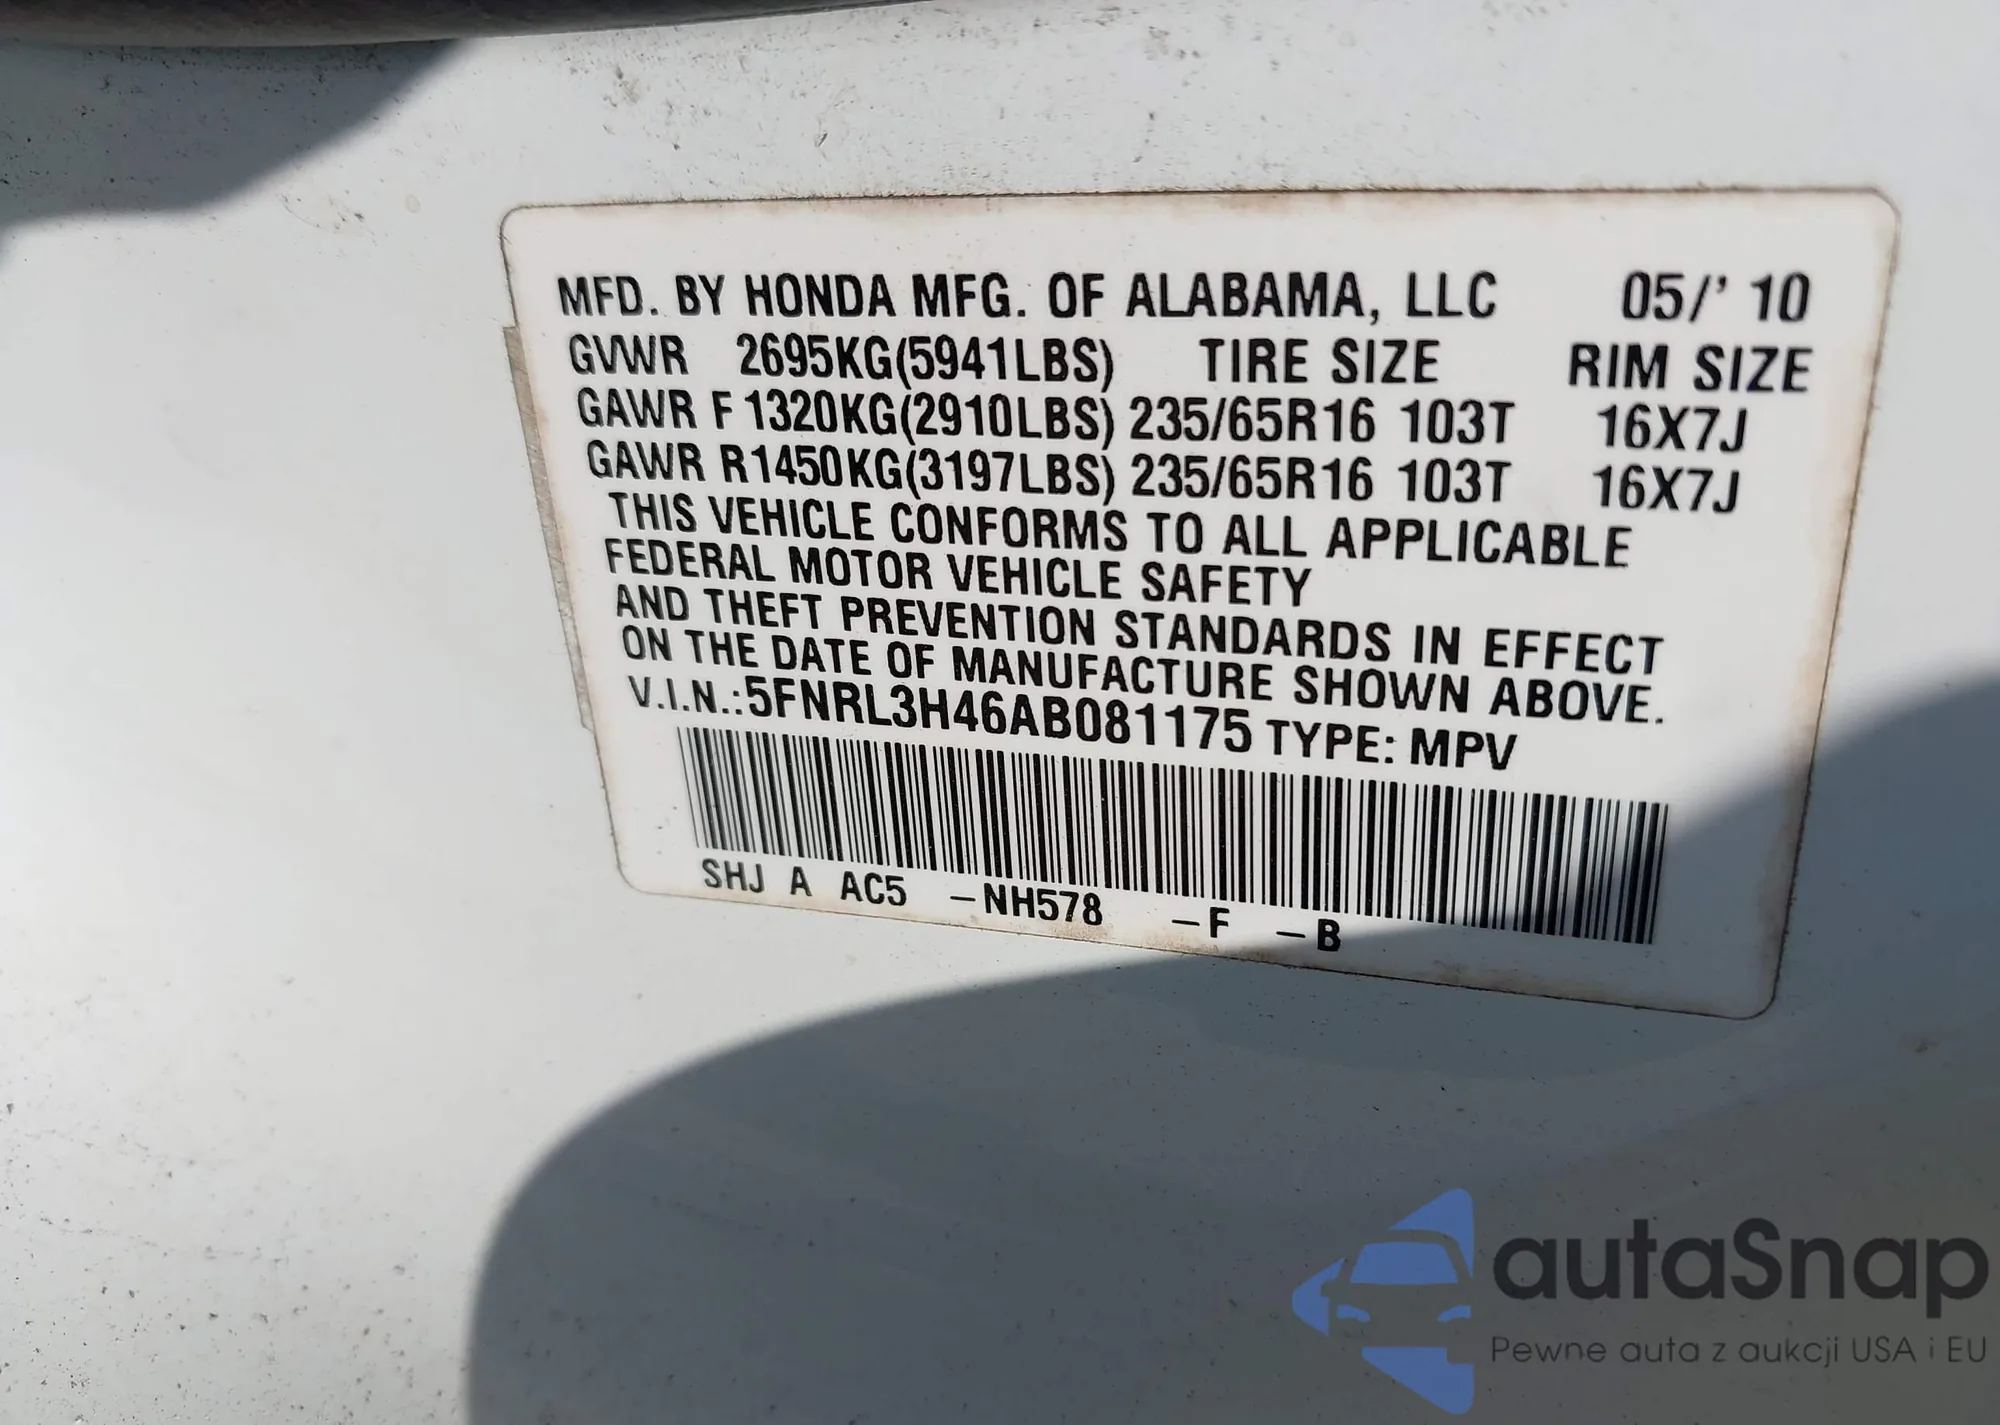 MFD. BY HONDA MFG. OF ALABAMA, LLC 05/' 10
GVWR 2695KG(5941LBS) TIRE SIZE RIM SIZE
GAWR F 1320KG(2910LBS) 235/65R16 103T 16X7J
GAWR R1450KG(3197LBS) 235/65R16 103T 16X7J
THIS VEHICLE CONFORMS TO ALL APPLICABLE
FEDERAL MOTOR VEHICLE SAFETY
AND THEFT PREVENTION STANDARDS IN EFFECT
ON THE DATE OF MANUFACTURE SHOWN ABOVE.
V.I.N.:5FNRL3H46AB081175 TYPE: MPV
SHJ A AC5 -NH578 -F -B
autaSnap
Pewne auta z aukcji USA i EU